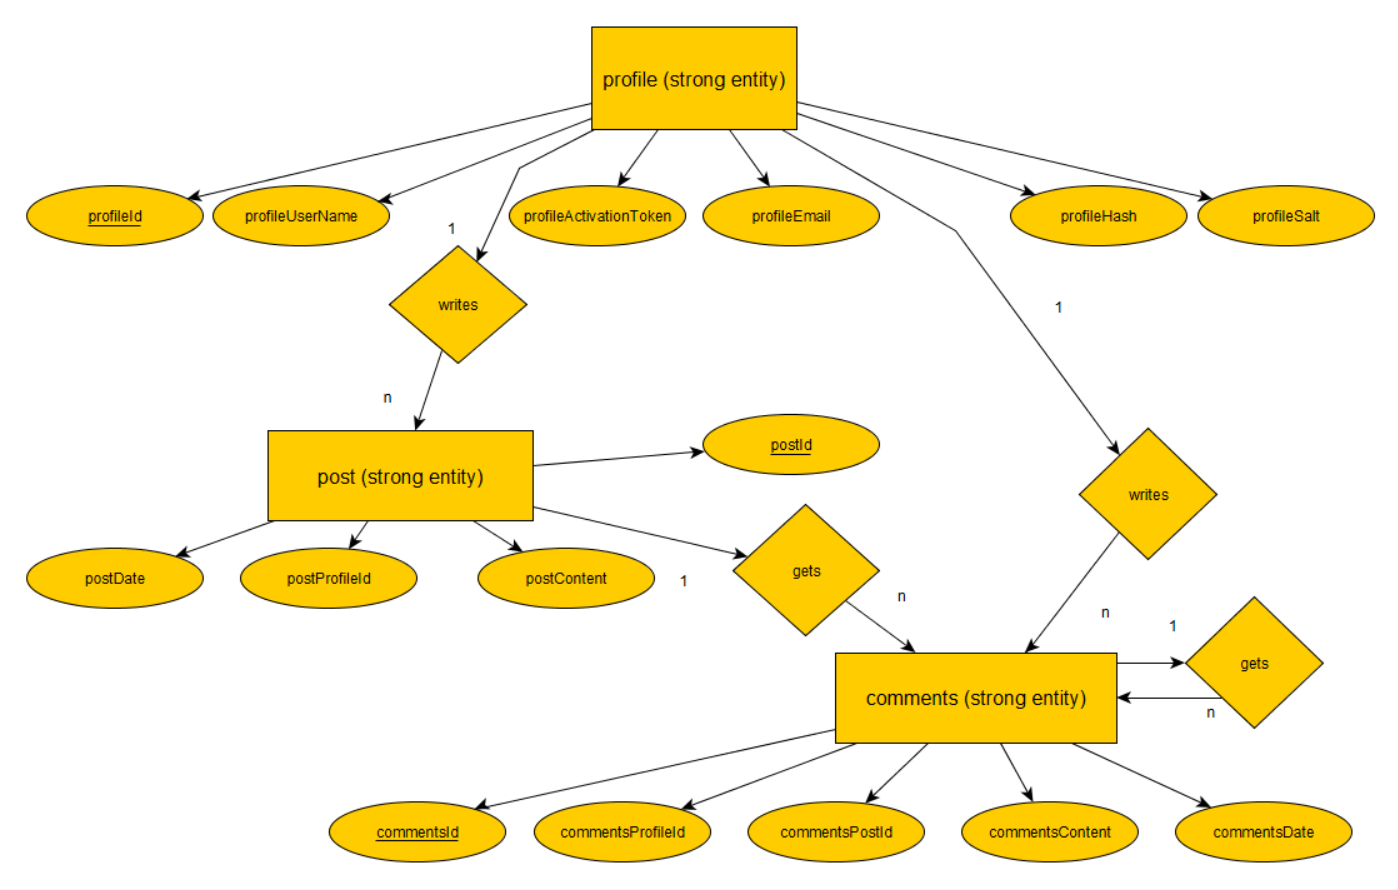 profile (strong entity)
profileId
profileUserName
profileActivationToken
profileEmail
profileHash
profileSalt
1
writes
1
n
post (strong entity)
postId
writes
postDate
postProfileId
postContent
1
gets
n
n
1
gets
comments (strong entity)
n
commentsId
commentsProfileId
commentsPostId
commentsContent
commentsDate